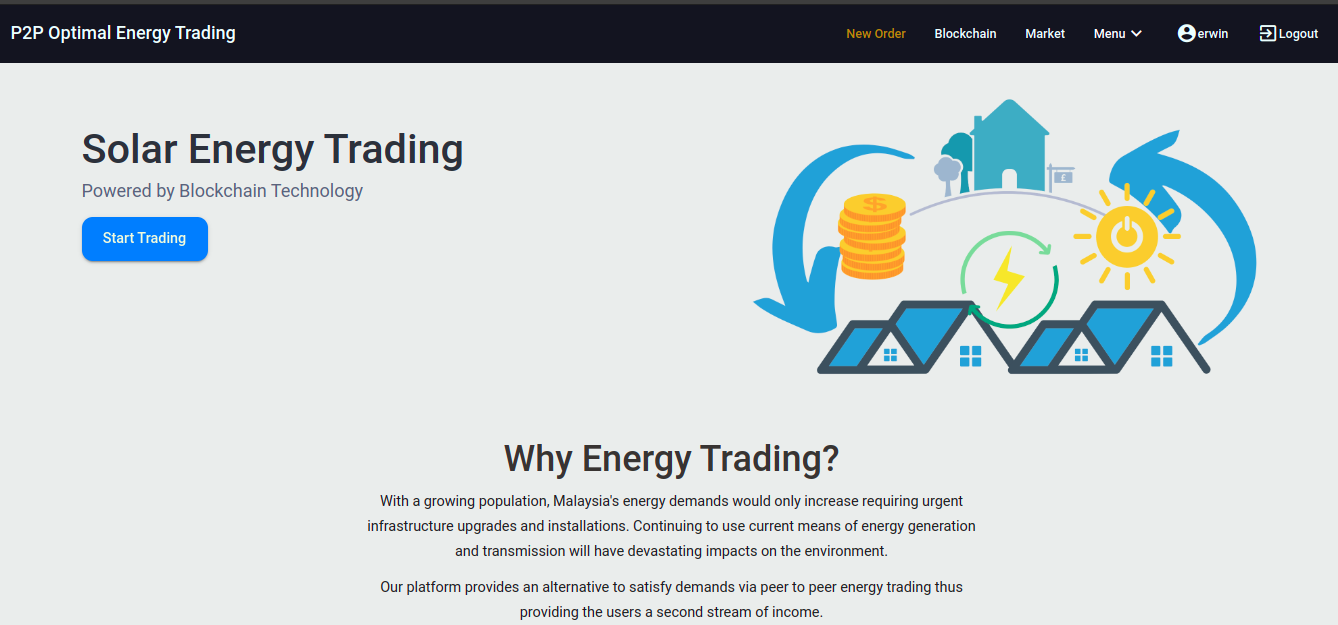 P2P Optimal Energy Trading
New Order
Blockchain
Market
Menu
erwin
Logout
Solar Energy Trading
Powered by Blockchain Technology
Start Trading
$
£
Why Energy Trading?
With a growing population, Malaysia's energy demands would only increase requiring urgent
infrastructure upgrades and installations. Continuing to use current means of energy generation
and transmission will have devastating impacts on the environment.
Our platform provides an alternative to satisfy demands via peer to peer energy trading thus
providing the users a second stream of income.